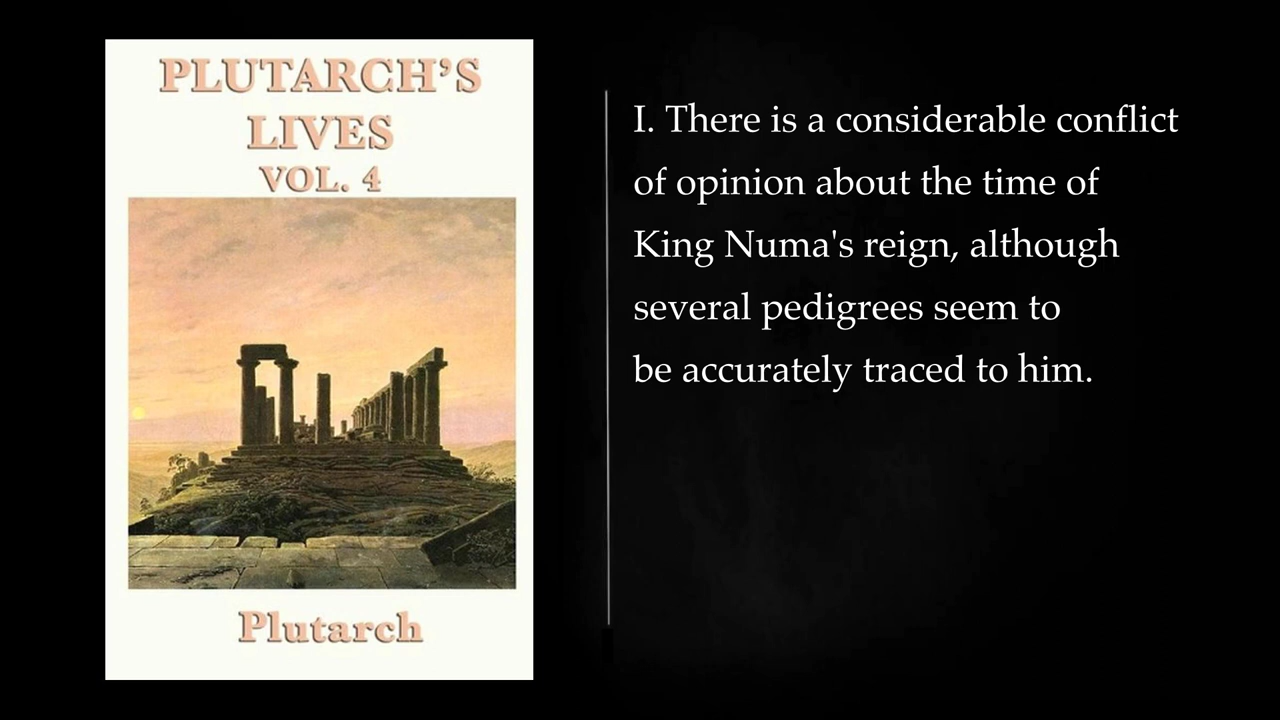 PLUTARCH'S
LIVES
VOL. 4
Plutarch
I. There is a considerable conflict
of opinion about the time of
King Numa's reign, although
several pedigrees seem to
be accurately traced to him.